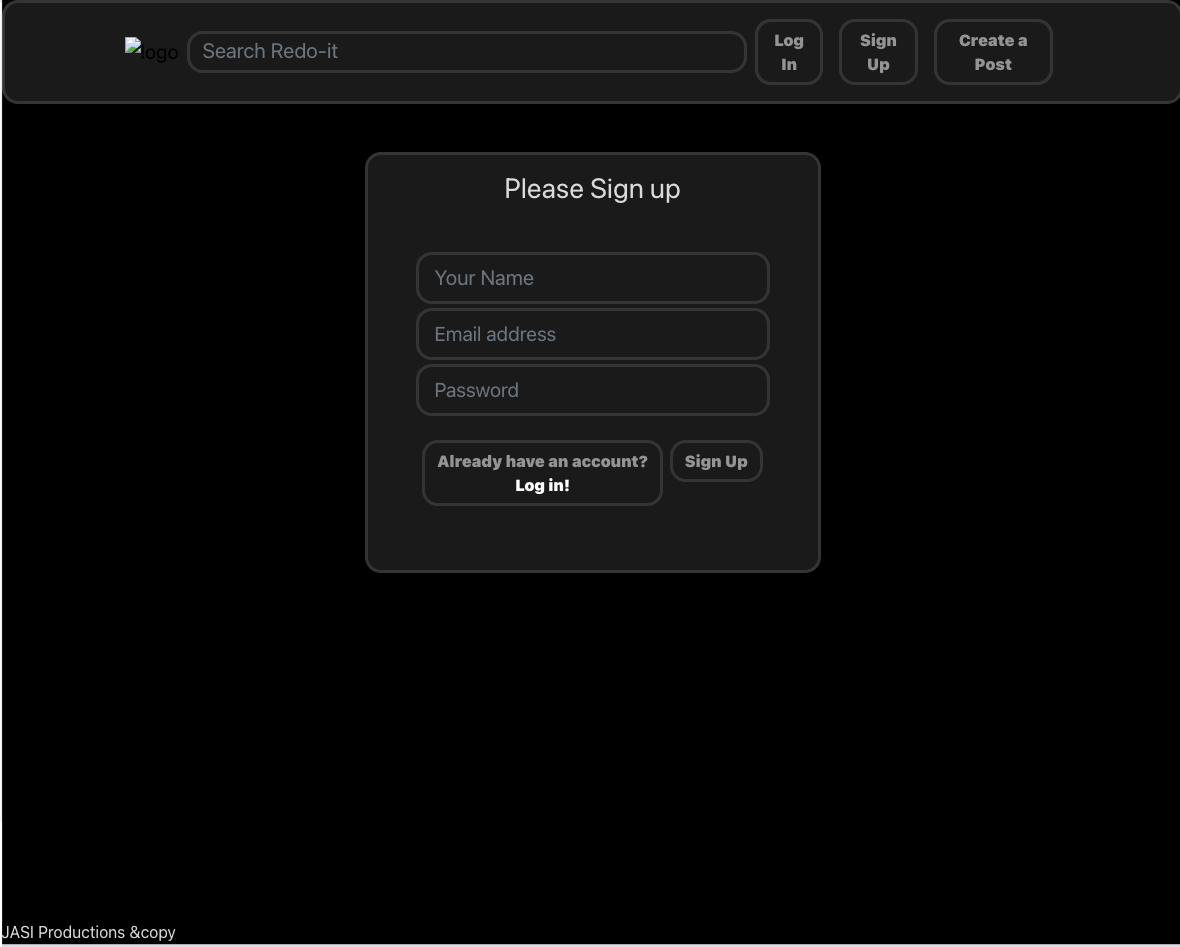 logo
Search Redo-it
Log
In
Sign
Up
Create a
Post
Please Sign up
Your Name
Email address
Password
Already have an account?
Log in!
Sign Up
JASI Productions &copy